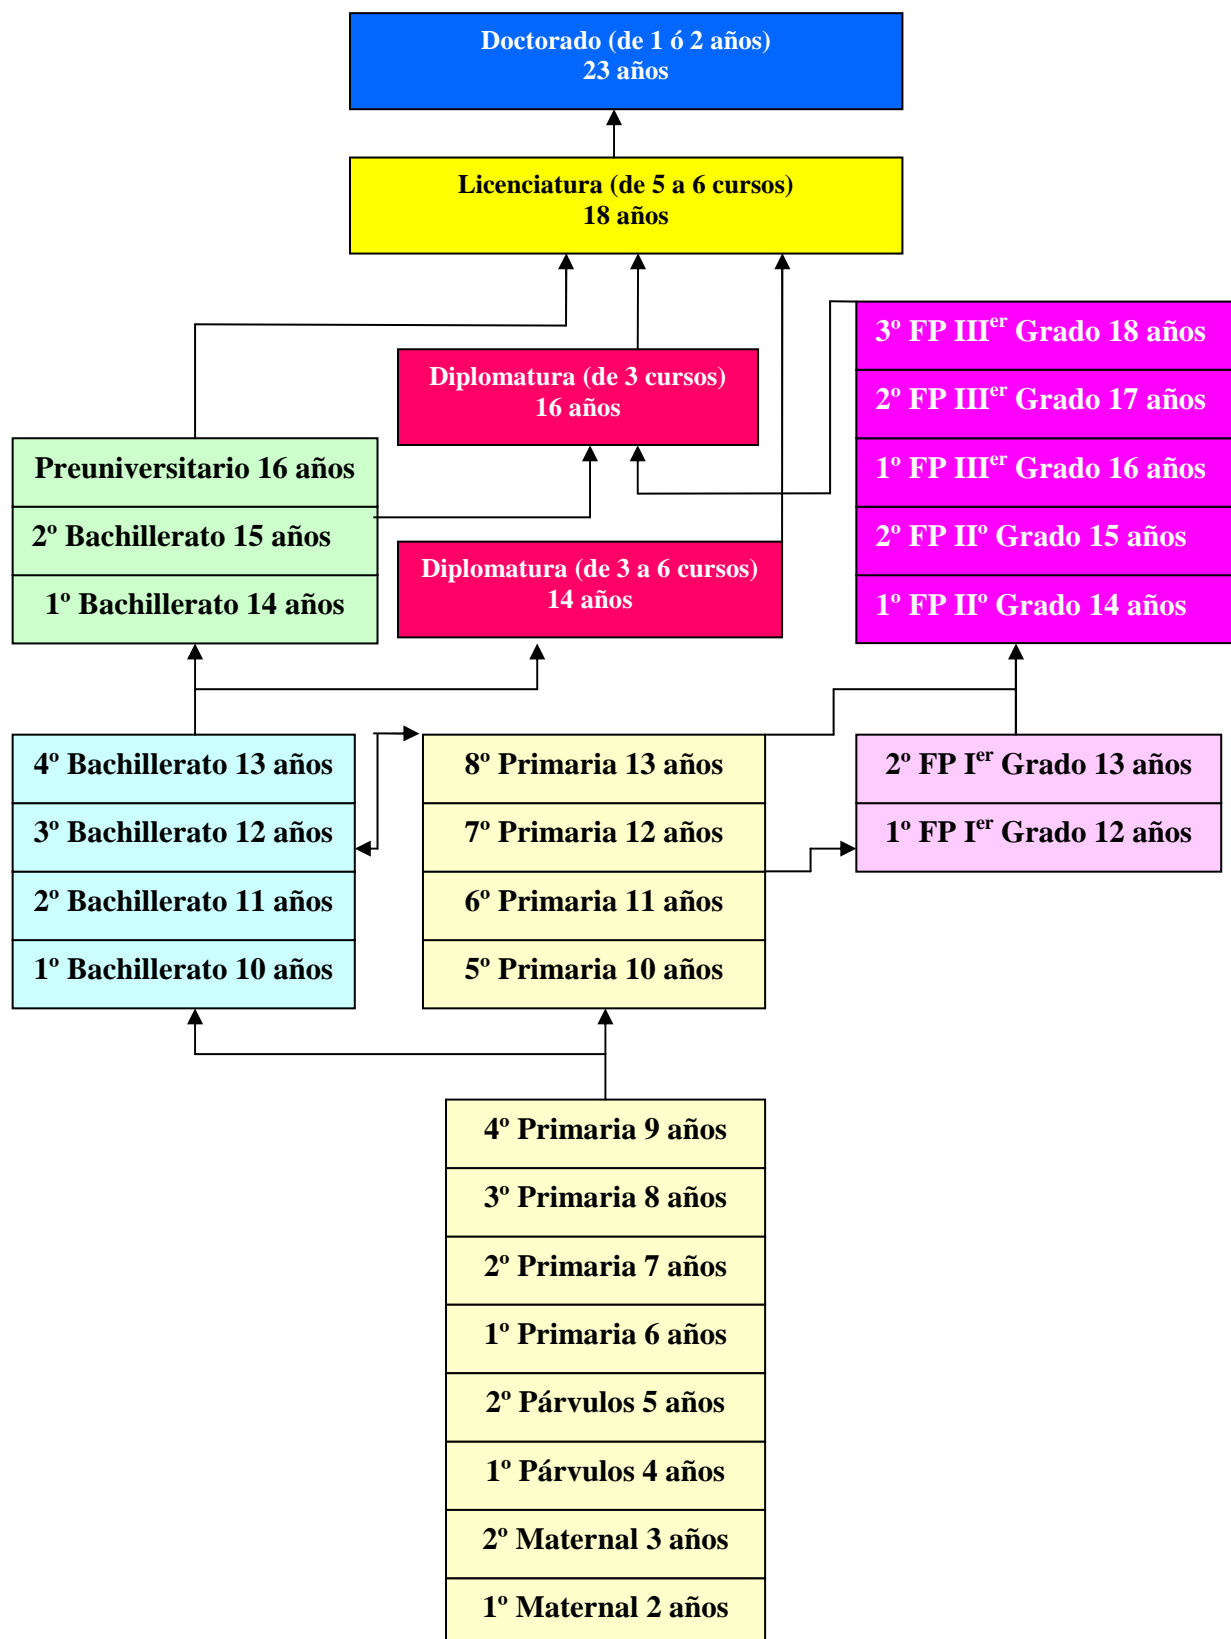 Doctorado (de 1 ó 2 años)
23 años
Licenciatura (de 5 a 6 cursos)
18 años
Diplomatura (de 3 cursos)
16 años
3º FP IIIer Grado 18 años
2º FP IIIer Grado 17 años
1º FP IIIer Grado 16 años
2º FP IIº Grado 15 años
1º FP IIº Grado 14 años
Preuniversitario 16 años
2º Bachillerato 15 años
1º Bachillerato 14 años
Diplomatura (de 3 a 6 cursos)
14 años
4º Bachillerato 13 años
3º Bachillerato 12 años
2º Bachillerato 11 años
1º Bachillerato 10 años
8º Primaria 13 años
7º Primaria 12 años
6º Primaria 11 años
5º Primaria 10 años
2º FP Ier Grado 13 años
1º FP Ier Grado 12 años
4º Primaria 9 años
3º Primaria 8 años
2º Primaria 7 años
1º Primaria 6 años
2º Párvulos 5 años
1º Párvulos 4 años
2º Maternal 3 años
1º Maternal 2 años